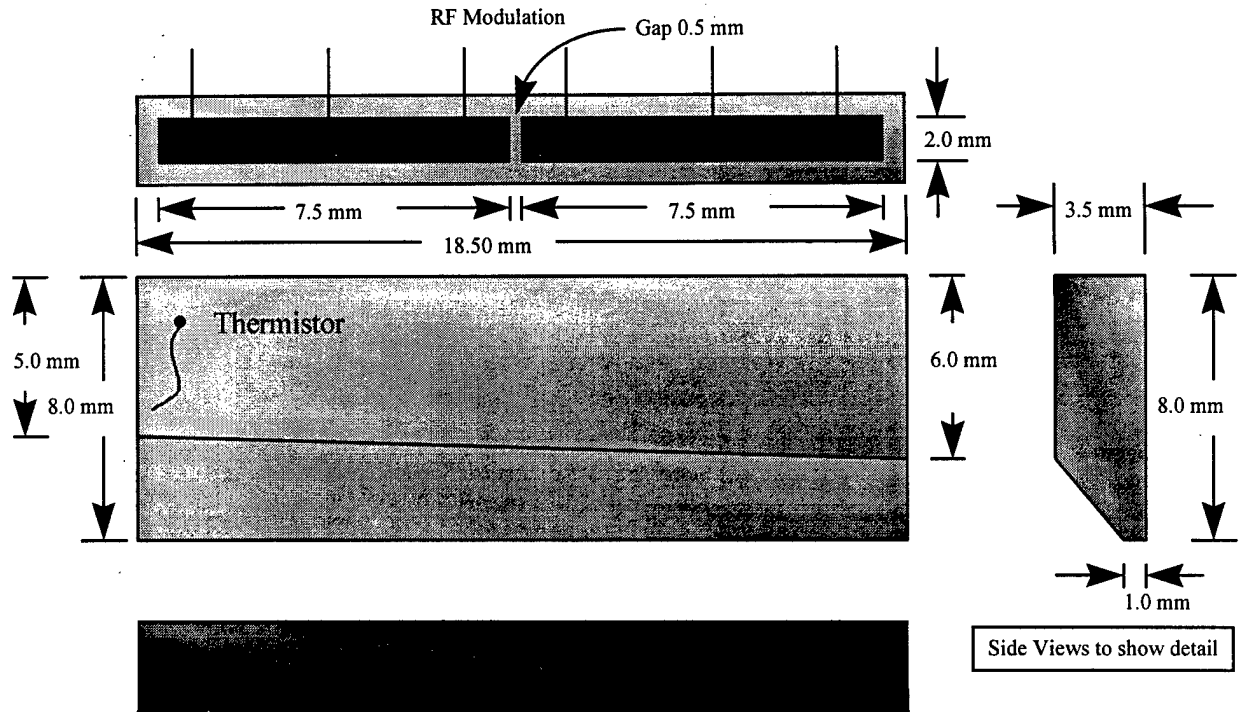 RF Modulation
Gap 0.5 mm
2.0 mm
7.5 mm
7.5 mm
3.5 mm
18.50 mm
Thermistor
5.0 mm
6.0 mm
8.0 mm
8.0 mm
1.0 mm
Side Views to show detail